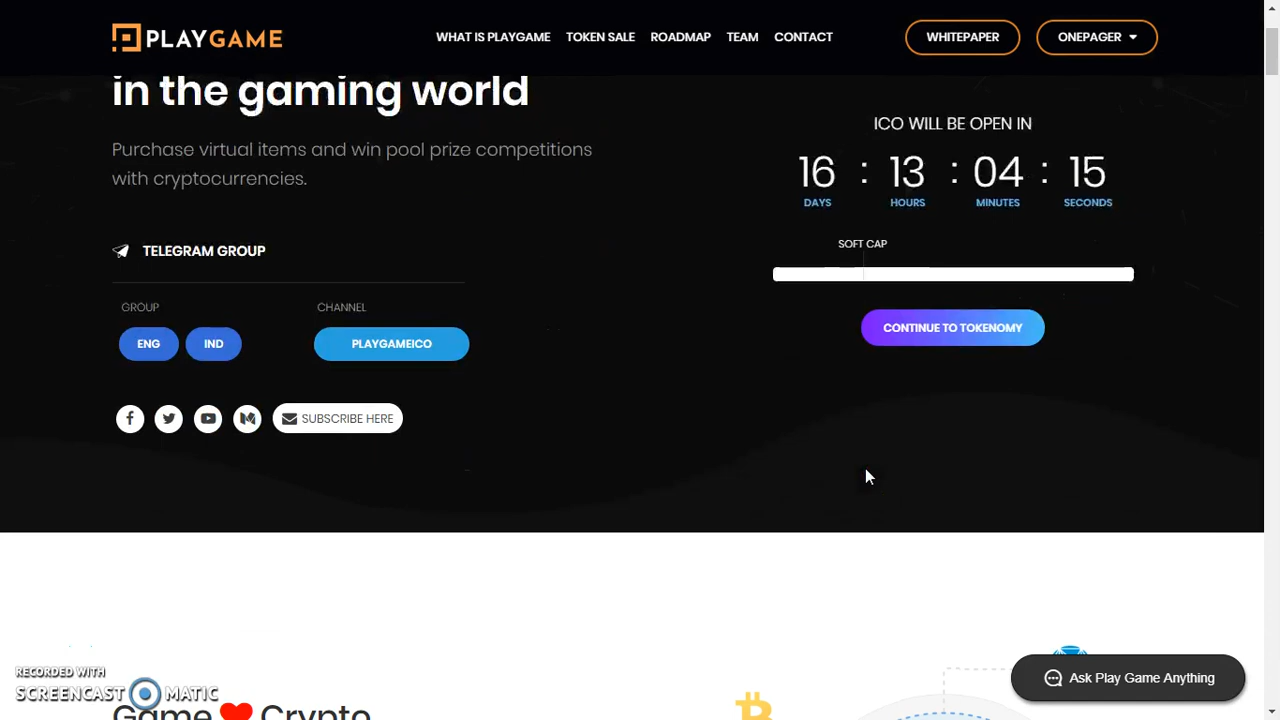 PLAYGAME
WHAT IS PLAYGAME TOKEN SALE ROADMAP TEAM CONTACT
WHITEPAPER
ONEPAGER
in the gaming world
Purchase virtual items and win pool prize competitions
with cryptocurrencies.
TELEGRAM GROUP
GROUP
CHANNEL
ENG
IND
PLAYGAMEICO
SUBSCRIBE HERE
ICO WILL BE OPEN IN
16 : 13 : 04 : 15
DAYS HOURS MINUTES SECONDS
SOFT CAP
CONTINUE TO TOKENOMY
Game Crypto
Ask Play Game Anything
RECORDED WITH
SCREENCAST MATIC